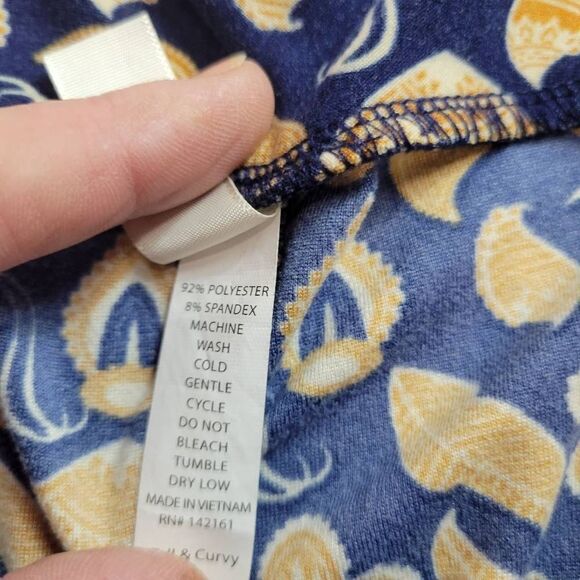 92% POLYESTER
8% SPANDEX
MACHINE
WASH
COLD
GENTLE
CYCLE
DO NOT
BLEACH
TUMBLE
DRY LOW
MADE IN VIETNAM
RN# 142161
& Curvy